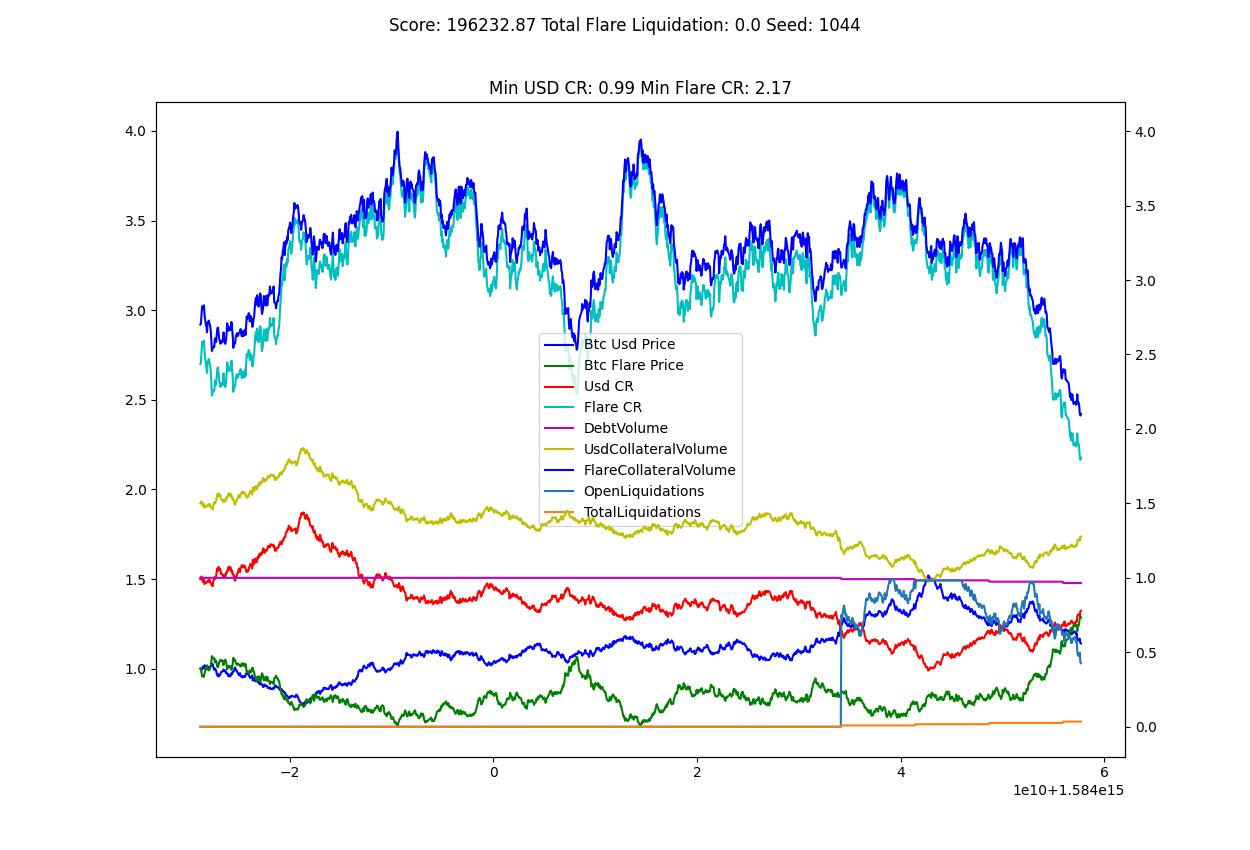 Score: 196232.87 Total Flare Liquidation: 0.0 Seed: 1044
Min USD CR: 0.99 Min Flare CR: 2.17
4.0
3.5
3.0
2.5
2.0
1.5
1.0
4.0
3.5
3.0
2.5
2.0
1.5
1.0
0.5
0.0
Btc Usd Price
Btc Flare Price
Usd CR
Flare CR
DebtVolume
UsdCollateralVolume
FlareCollateralVolume
OpenLiquidations
TotalLiquidations
−2 0 2 4 6
1e10+1.584e15